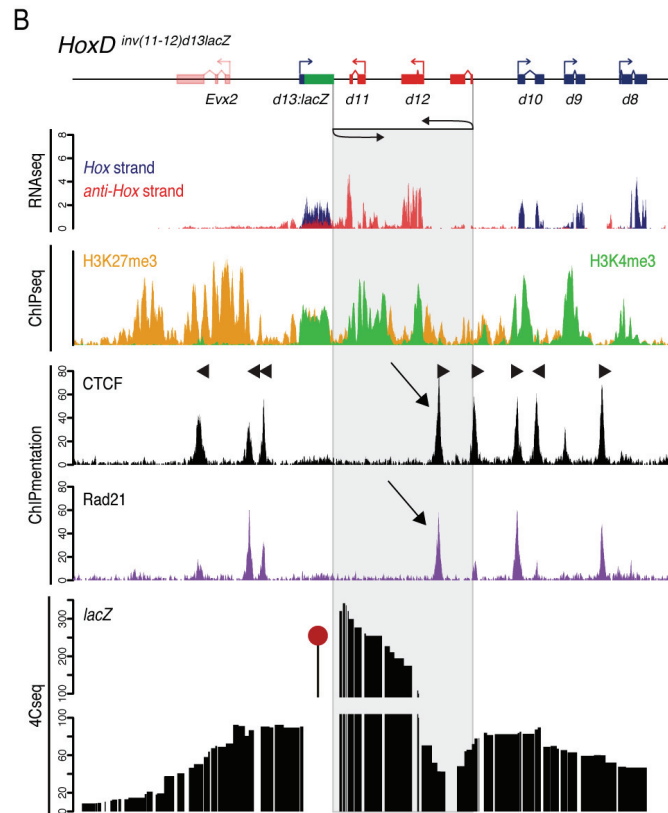 B
HoxD inv(11-12)d13lacZ
Evx2 d13:lacZ d11 d12 d10 d9 d8
RNAseq
8
6
4
2
0
Hox strand
anti-Hox strand
ChIPseq
H3K27me3
H3K4me3
ChIPmentation
80
60
40
20
0
CTCF
80
60
40
20
0
Rad21
4Cseq
lacZ
300
200
100
100
80
60
40
20
0